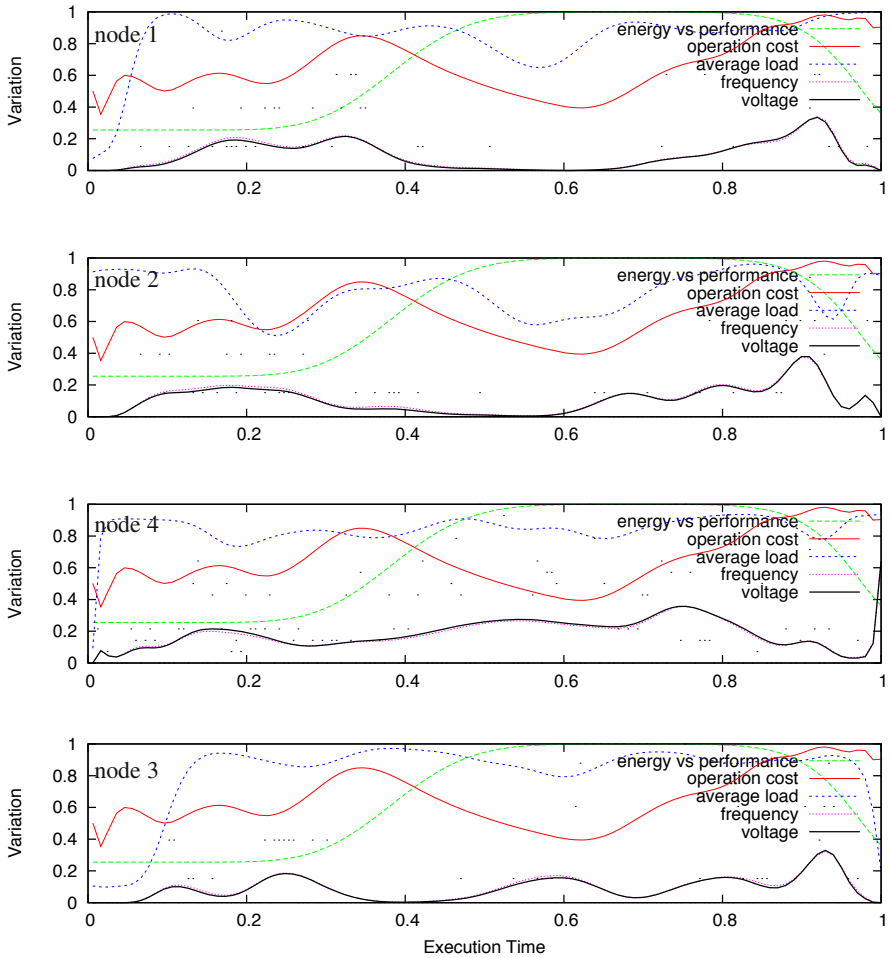 node 1
energy vs performance
operation cost
average load
frequency
voltage
Variation
1
0.8
0.6
0.4
0.2
0
0 0.2 0.4 0.6 0.8 1
node 2
energy vs performance
operation cost
average load
frequency
voltage
Variation
1
0.8
0.6
0.4
0.2
0
0 0.2 0.4 0.6 0.8 1
node 4
energy vs performance
operation cost
average load
frequency
voltage
Variation
1
0.8
0.6
0.4
0.2
0
0 0.2 0.4 0.6 0.8 1
node 3
energy vs performance
operation cost
average load
frequency
voltage
Variation
1
0.8
0.6
0.4
0.2
0
0 0.2 0.4 0.6 0.8 1
Execution Time